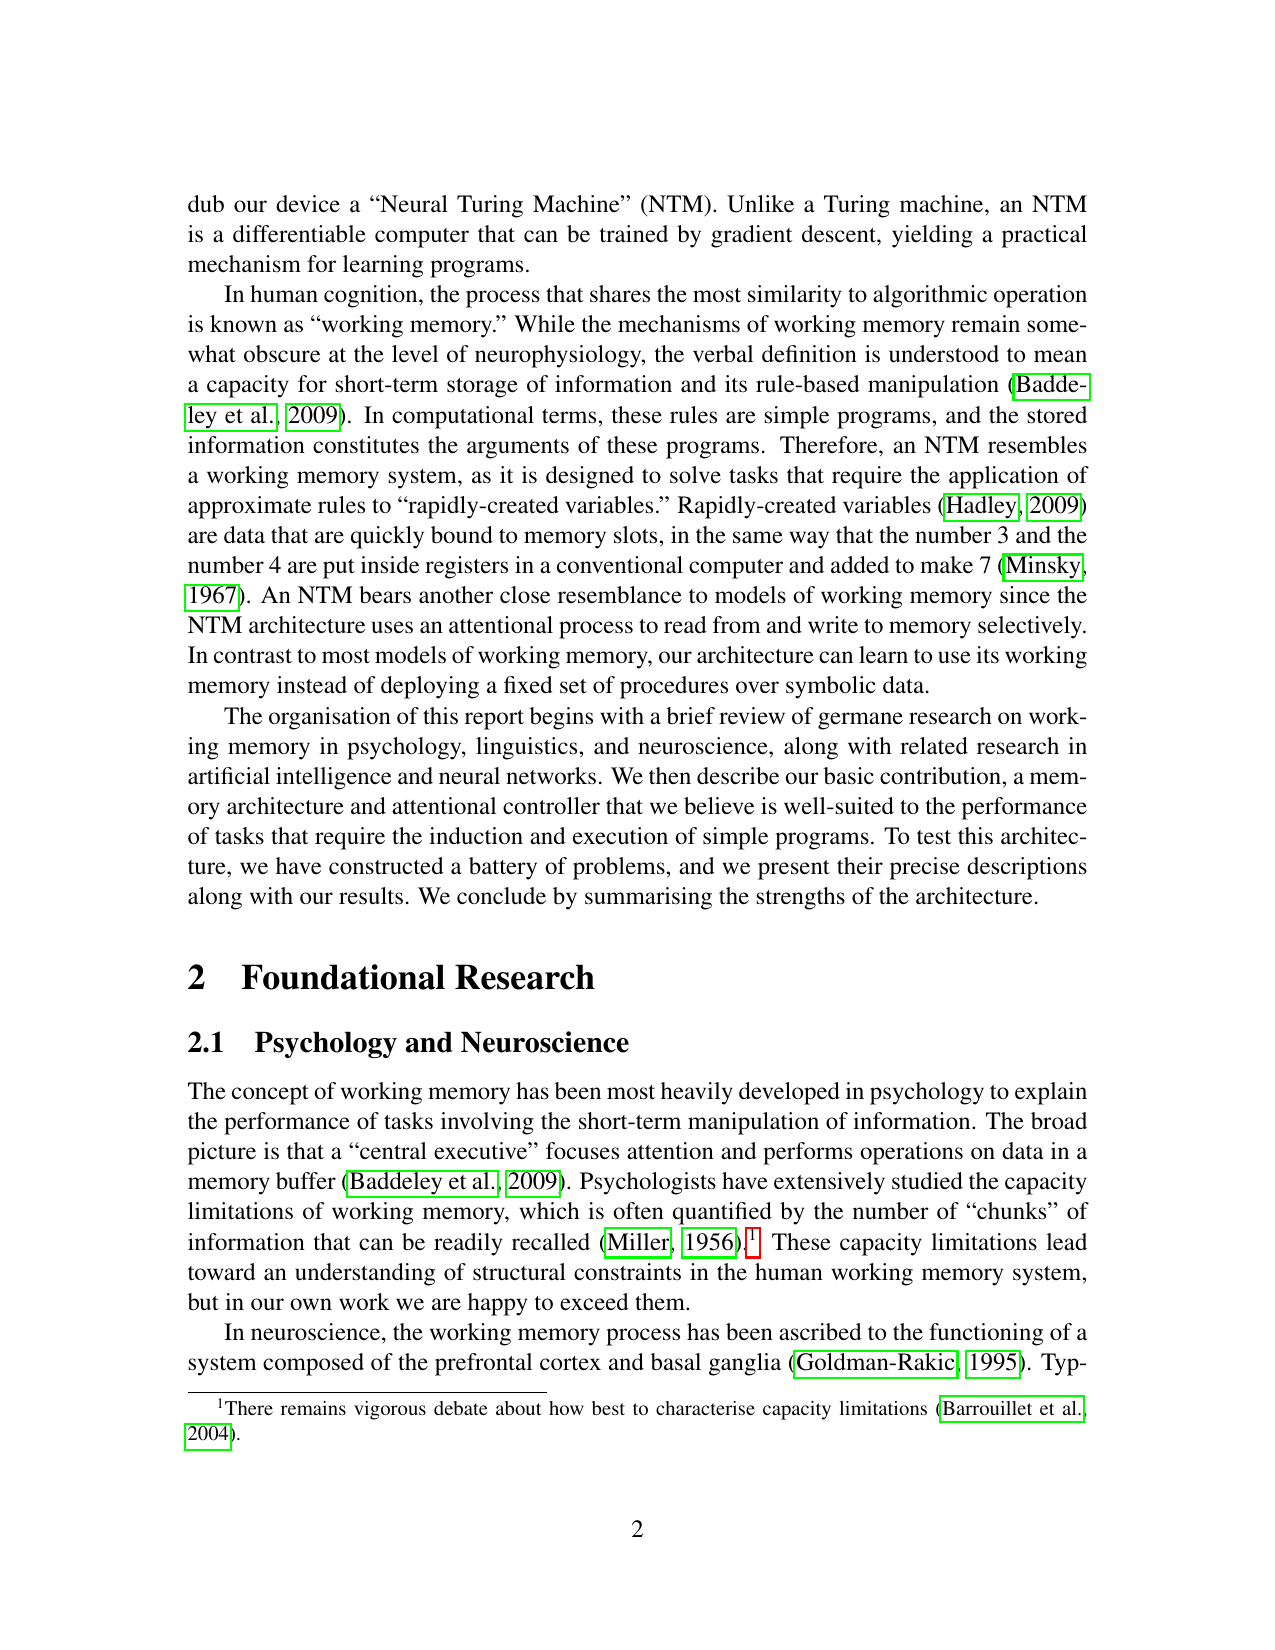 dub our device a “Neural Turing Machine” (NTM). Unlike a Turing machine, an NTM
is a differentiable computer that can be trained by gradient descent, yielding a practical
mechanism for learning programs.
In human cognition, the process that shares the most similarity to algorithmic operation
is known as “working memory.” While the mechanisms of working memory remain some-
what obscure at the level of neurophysiology, the verbal definition is understood to mean
a capacity for short-term storage of information and its rule-based manipulation (Badde-
ley et al., 2009). In computational terms, these rules are simple programs, and the stored
information constitutes the arguments of these programs. Therefore, an NTM resembles
a working memory system, as it is designed to solve tasks that require the application of
approximate rules to “rapidly-created variables.” Rapidly-created variables (Hadley, 2009)
are data that are quickly bound to memory slots, in the same way that the number 3 and the
number 4 are put inside registers in a conventional computer and added to make 7 (Minsky,
1967). An NTM bears another close resemblance to models of working memory since the
NTM architecture uses an attentional process to read from and write to memory selectively.
In contrast to most models of working memory, our architecture can learn to use its working
memory instead of deploying a fixed set of procedures over symbolic data.
The organisation of this report begins with a brief review of germane research on work-
ing memory in psychology, linguistics, and neuroscience, along with related research in
artificial intelligence and neural networks. We then describe our basic contribution, a mem-
ory architecture and attentional controller that we believe is well-suited to the performance
of tasks that require the induction and execution of simple programs. To test this architec-
ture, we have constructed a battery of problems, and we present their precise descriptions
along with our results. We conclude by summarising the strengths of the architecture.
2 Foundational Research
2.1 Psychology and Neuroscience
The concept of working memory has been most heavily developed in psychology to explain
the performance of tasks involving the short-term manipulation of information. The broad
picture is that a “central executive” focuses attention and performs operations on data in a
memory buffer (Baddeley et al., 2009). Psychologists have extensively studied the capacity
limitations of working memory, which is often quantified by the number of “chunks” of
information that can be readily recalled (Miller, 1956).¹ These capacity limitations lead
toward an understanding of structural constraints in the human working memory system,
but in our own work we are happy to exceed them.
In neuroscience, the working memory process has been ascribed to the functioning of a
system composed of the prefrontal cortex and basal ganglia (Goldman-Rakic, 1995). Typ-
¹There remains vigorous debate about how best to characterise capacity limitations (Barrouillet et al.,
2004).
2